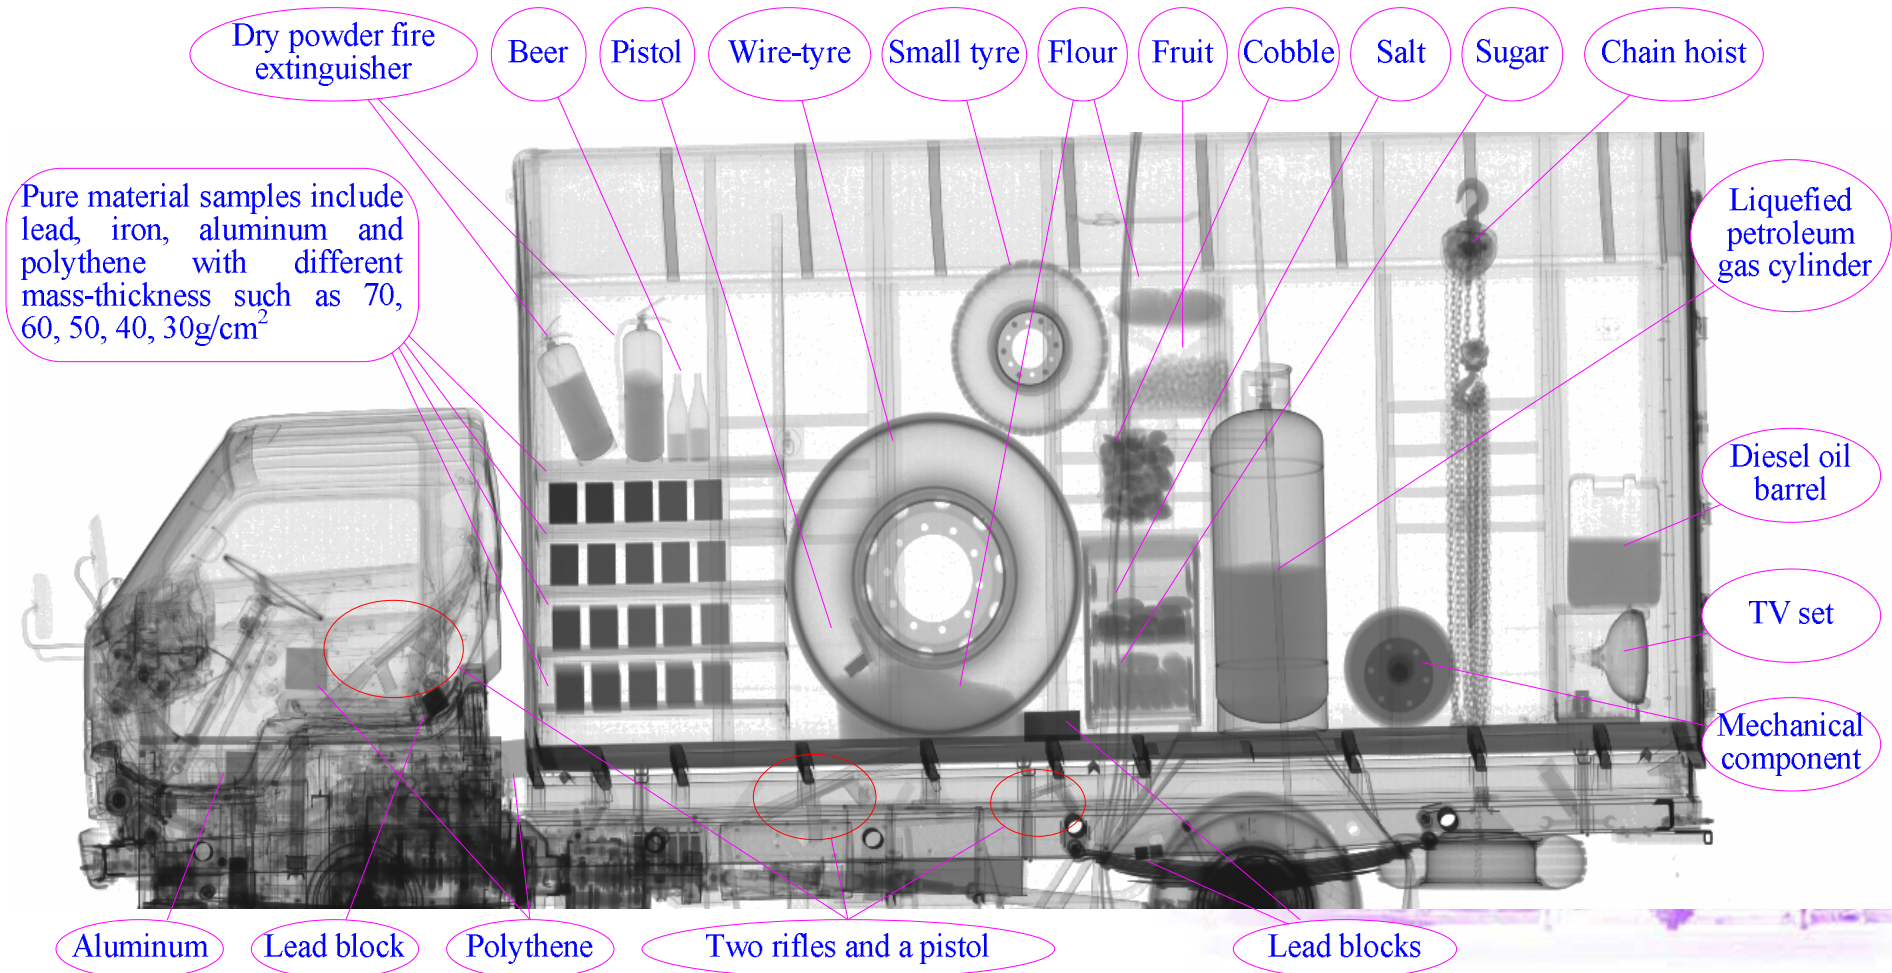 Dry powder fire
extinguisher
Beer
Pistol
Wire-tyre
Small tyre
Flour
Fruit
Cobble
Salt
Sugar
Chain hoist
Pure material samples include
lead, iron, aluminum and
polythene with different
mass-thickness such as 70,
60, 50, 40, 30g/cm²
Liquefied
petroleum
gas cylinder
Diesel oil
barrel
TV set
Mechanical
component
Aluminum
Lead block
Polythene
Two rifles and a pistol
Lead blocks